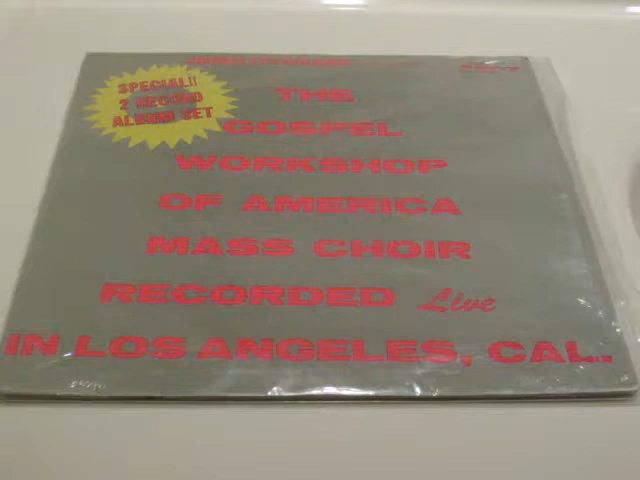 SPECIAL!!
2 RECORD
ALBUM SET
THE
GOSPEL
WORKSHOP
OF AMERICA
MASS CHOIR
RECORDED Live
IN LOS ANGELES, CAL.